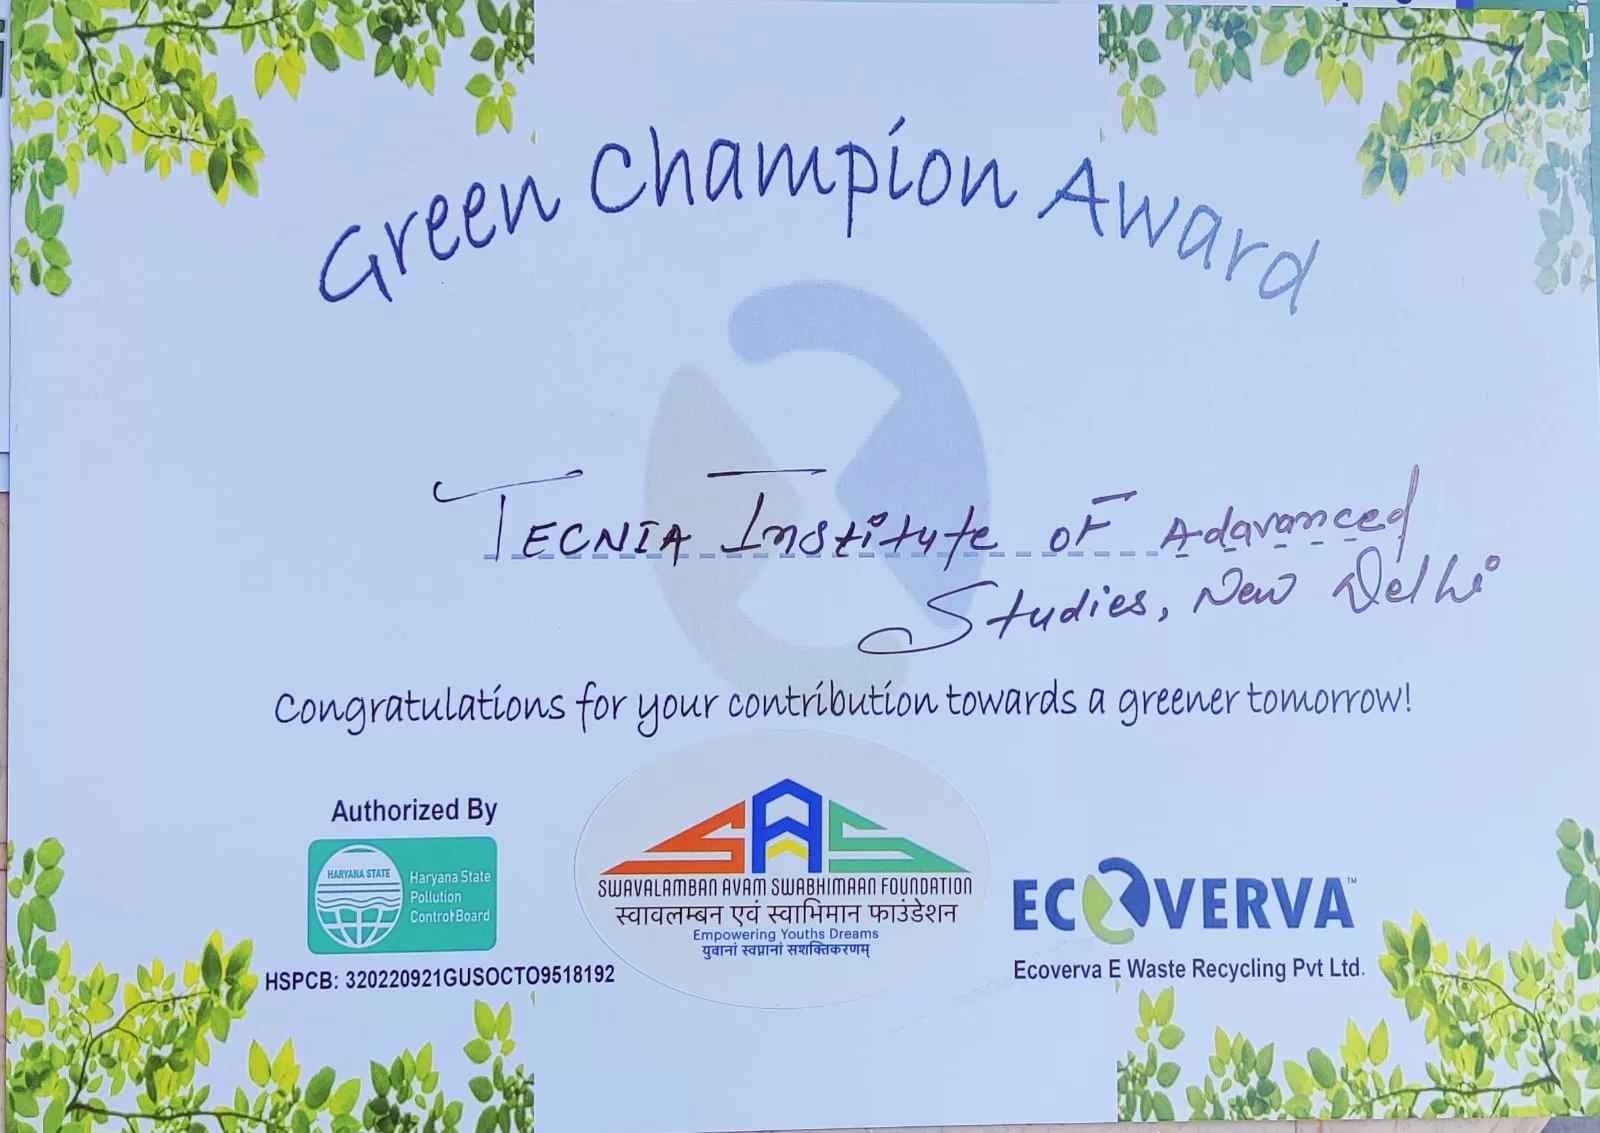 Green Champion Award
TECNIA Institute of Adavanced
Studies, New Delhi
Congratulations for your contribution towards a greener tomorrow!
Authorized By
HARYANA STATE
Haryana State
Pollution
Control Board
HSPCB: 320220921GUSOCTO9518192
SAS
SWAVALAMBAN AVAM SWABHIMAAN FOUNDATION
स्वावलम्बन एवं स्वाभिमान फाउंडेशन
Empowering Youths Dreams
युवानां स्वप्नानां सशक्तिकरणम्
ECOVERVA™
Ecoverva E Waste Recycling Pvt Ltd.